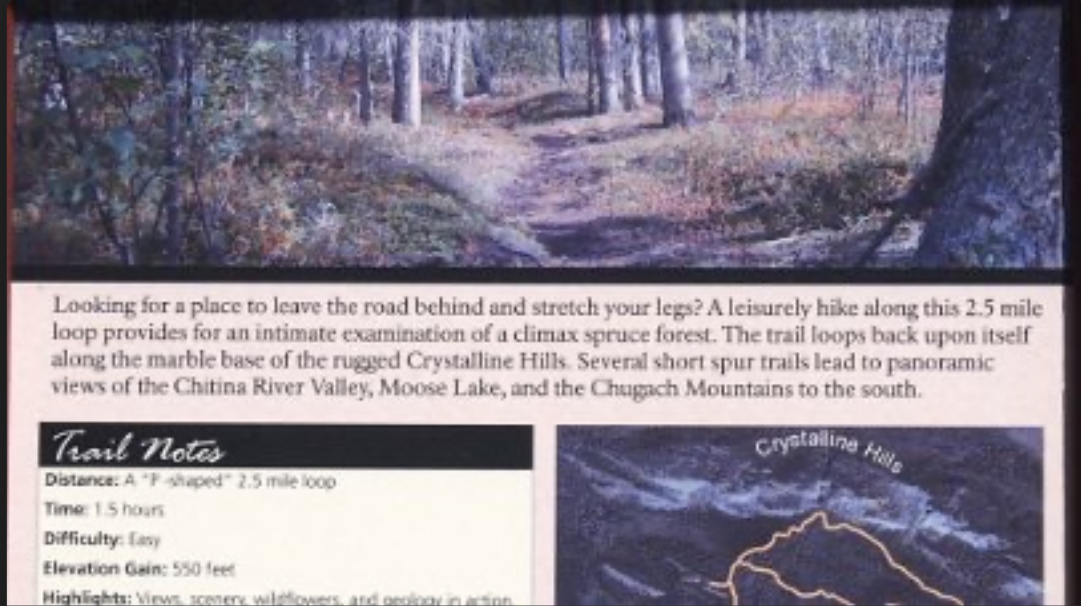 Looking for a place to leave the road behind and stretch your legs? A leisurely hike along this 2.5 mile
loop provides for an intimate examination of a climax spruce forest. The trail loops back upon itself
along the marble base of the rugged Crystalline Hills. Several short spur trails lead to panoramic
views of the Chitina River Valley, Moose Lake, and the Chugach Mountains to the south.
Trail Notes
Distance: A "P -shaped" 2.5 mile loop
Time: 1.5 hours
Difficulty: Easy
Elevation Gain: 550 feet
Highlights: Views, scenery, wildflowers, and geology in action.
Crystalline Hills